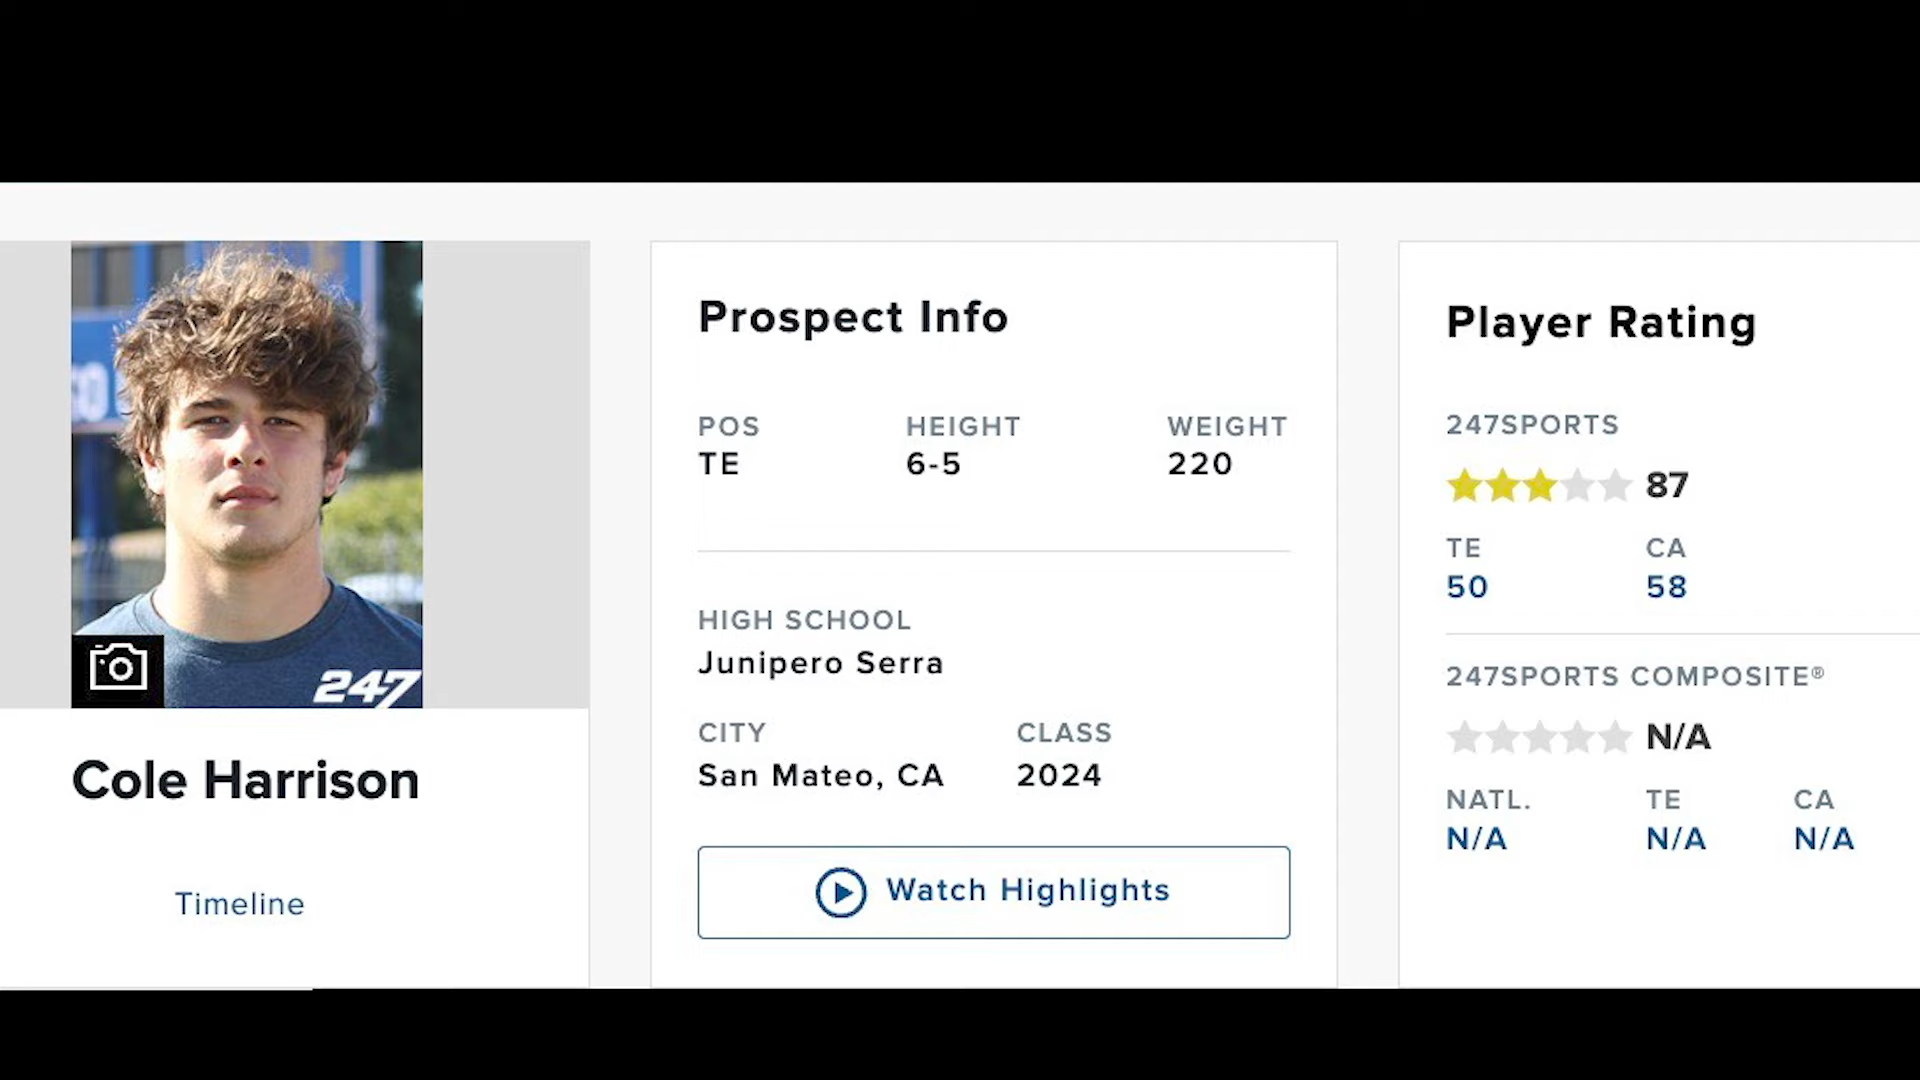 247
Cole Harrison
Timeline
Prospect Info
POS HEIGHT WEIGHT
TE 6-5 220
HIGH SCHOOL
Junipero Serra
CITY CLASS
San Mateo, CA 2024
Watch Highlights
Player Rating
247SPORTS
87
TE CA
50 58
247SPORTS COMPOSITE®
N/A
NATL. TE CA
N/A N/A N/A